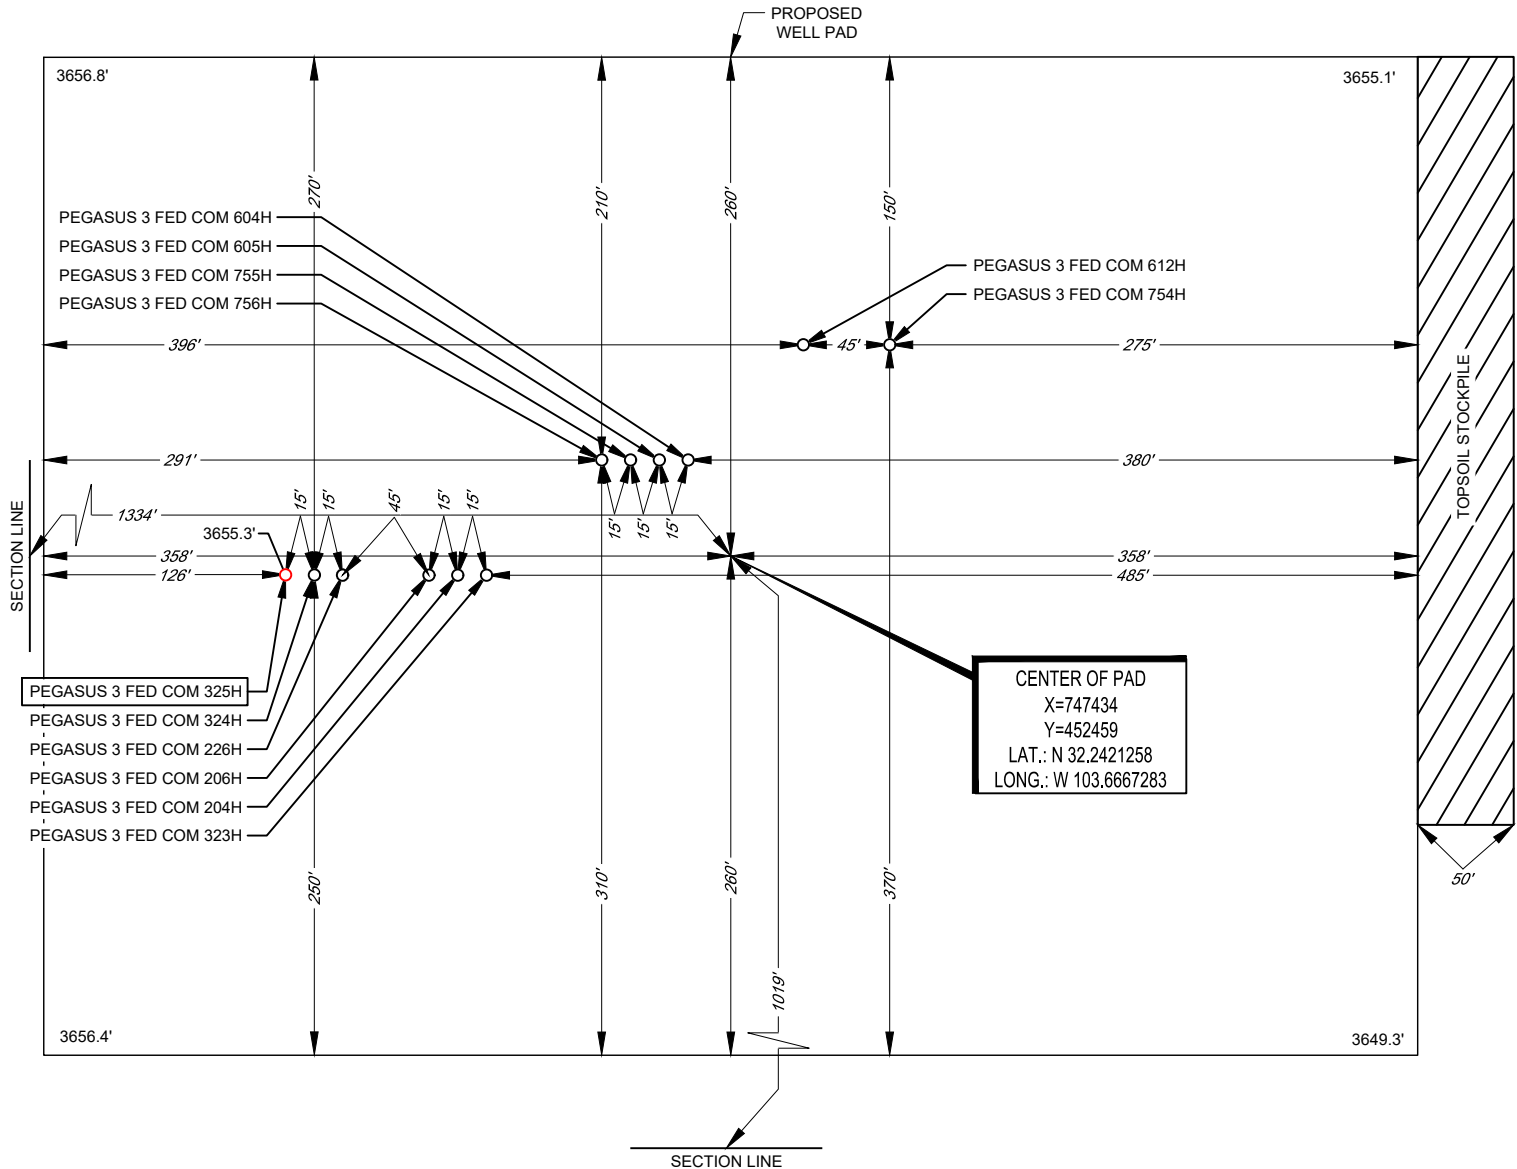 PROPOSED
WELL PAD
3656.8'
3655.1'
270'
210'
260'
150'
PEGASUS 3 FED COM 604H
PEGASUS 3 FED COM 605H
PEGASUS 3 FED COM 755H
PEGASUS 3 FED COM 756H
PEGASUS 3 FED COM 612H
PEGASUS 3 FED COM 754H
396'
45'
275'
TOPSOIL STOCKPILE
291'
380'
SECTION LINE
1334'
15'
15'
45'
15'
15'
15'
15'
15'
3655.3'
358'
358'
126'
485'
PEGASUS 3 FED COM 325H
PEGASUS 3 FED COM 324H
PEGASUS 3 FED COM 226H
PEGASUS 3 FED COM 206H
PEGASUS 3 FED COM 204H
PEGASUS 3 FED COM 323H
CENTER OF PAD
X=747434
Y=452459
LAT.: N 32.2421258
LONG.: W 103.6667283
250'
310'
260'
370'
50'
1019'
3656.4'
3649.3'
SECTION LINE